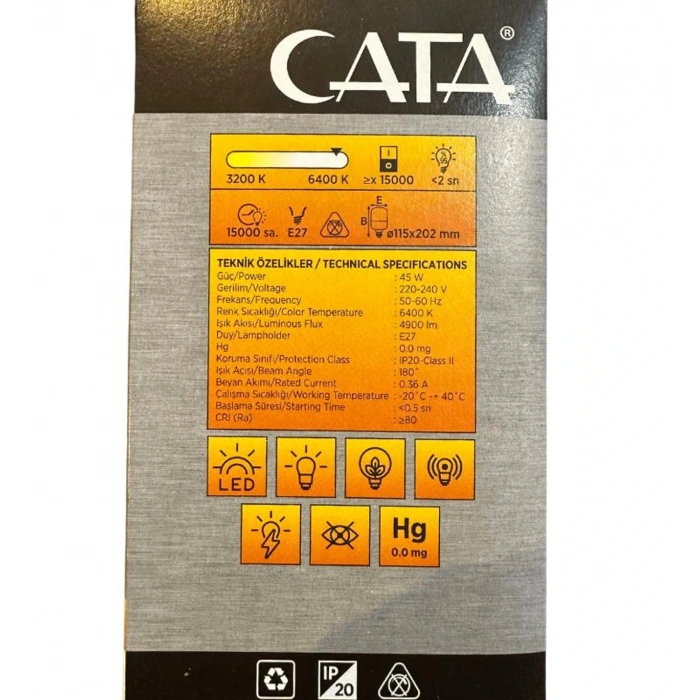 CATA®
3200 K 6400 K ≥x 15000 <2 sn
15000 sa. E27 E B ø115x202 mm
TEKNİK ÖZELİKLER / TECHNICAL SPECIFICATIONS
Güç/Power : 45 W
Gerilim/Voltage : 220-240 V
Frekans/Frequency : 50-60 Hz
Renk Sıcaklığı/Color Temperature : 6400 K
Işık Akısı/Luminous Flux : 4900 lm
Duy/Lampholder : E27
Hg : 0.0 mg
Koruma Sınıfı/Protection Class : IP20-Class II
Işık Açısı/Beam Angle : 180°
Beyan Akımı/Rated Current : 0.36 A
Çalışma Sıcaklığı/Working Temperature : -20°C -+ 40°C
Başlama Süresi/Starting Time : <0.5 sn
CRI (Ra) : ≥80
LED
Hg
0.0 mg
IP
20